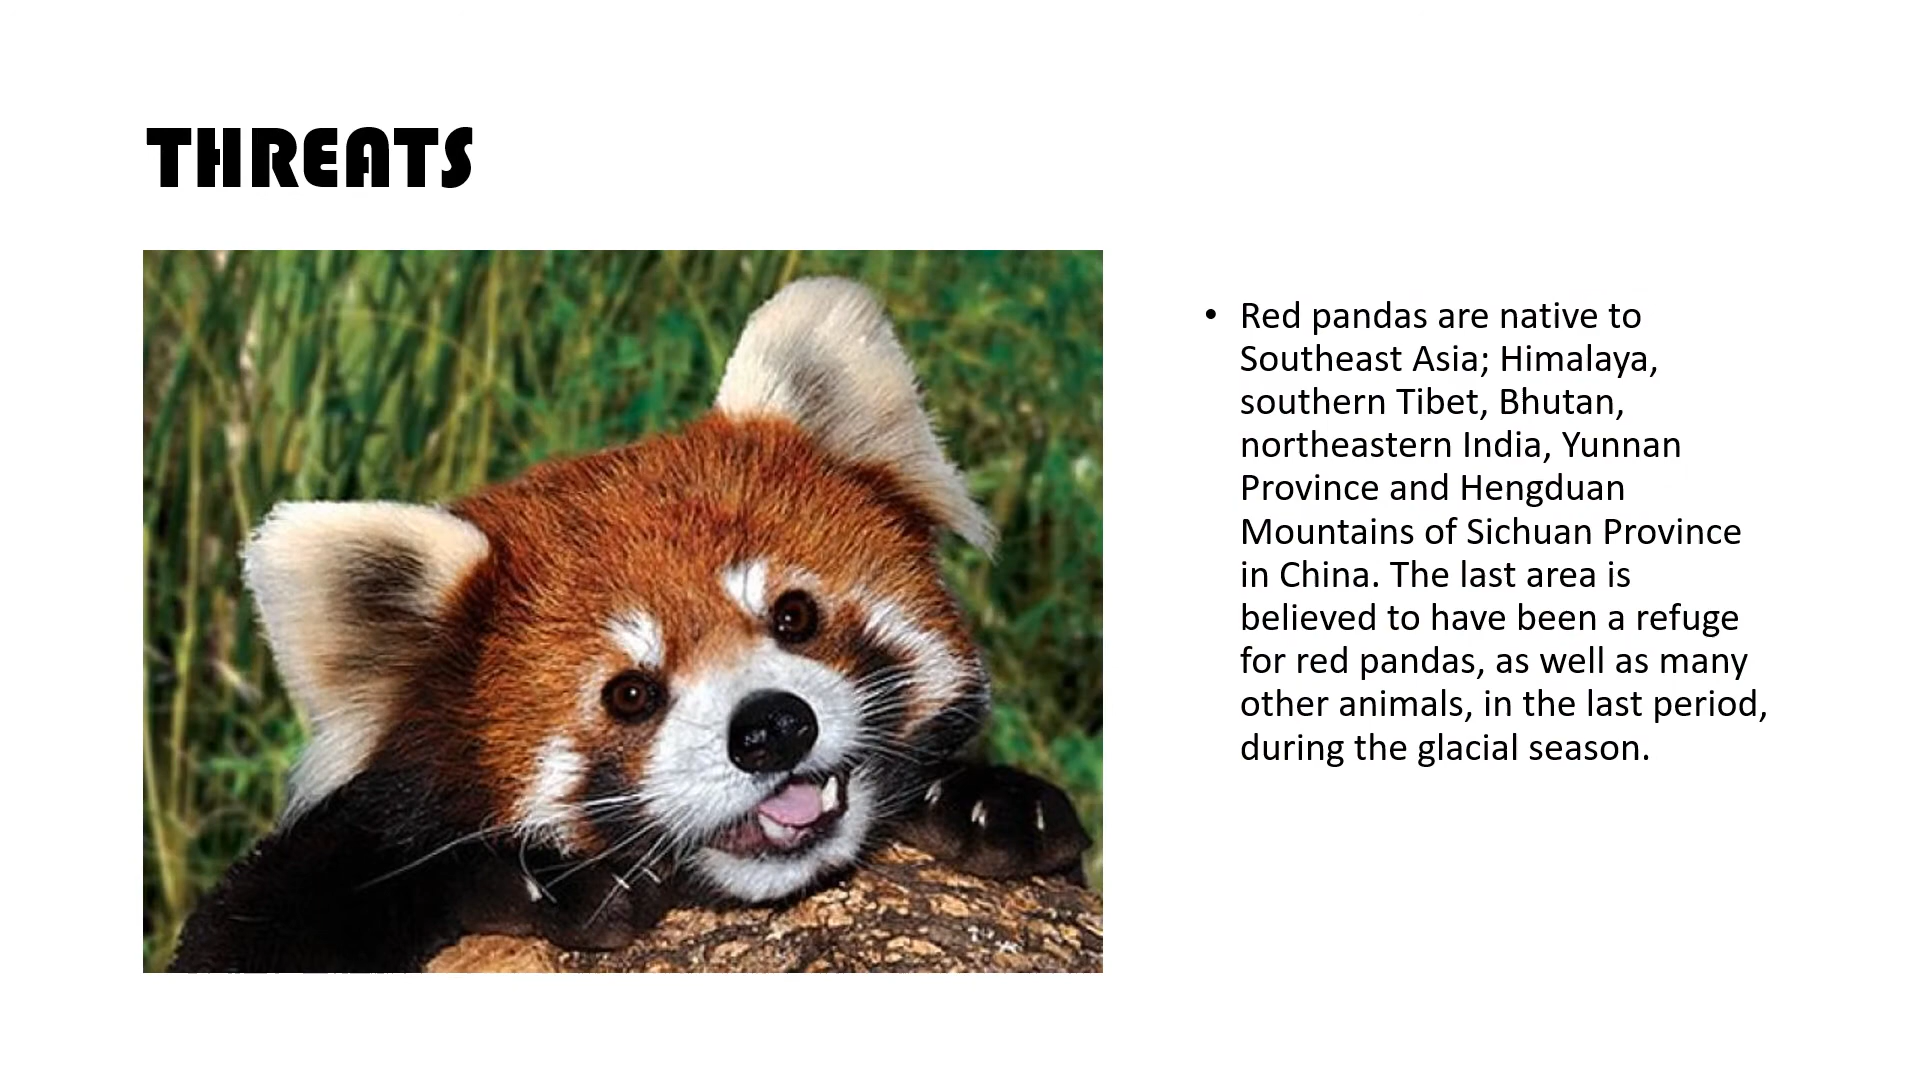 THREATS
• Red pandas are native to
Southeast Asia; Himalaya,
southern Tibet, Bhutan,
northeastern India, Yunnan
Province and Hengduan
Mountains of Sichuan Province
in China. The last area is
believed to have been a refuge
for red pandas, as well as many
other animals, in the last period,
during the glacial season.